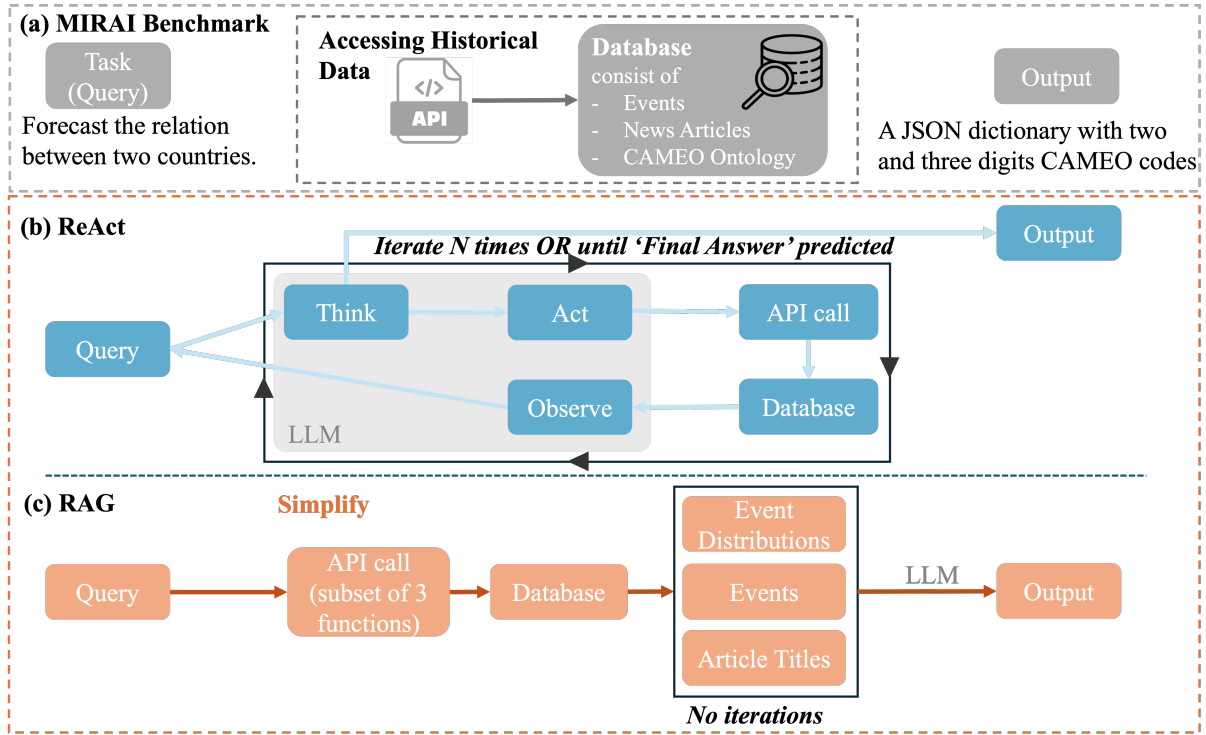 (a) MIRAI Benchmark
Task
(Query)
Forecast the relation
between two countries.
Accessing Historical
Data
</>
API
Database
consist of
- Events
- News Articles
- CAMEO Ontology
Output
A JSON dictionary with two
and three digits CAMEO codes
(b) ReAct
Iterate N times OR until ‘Final Answer’ predicted
Output
Think
Act
API call
Query
Observe
Database
LLM
(c) RAG
Simplify
Query
API call
(subset of 3
functions)
Database
Event
Distributions
Events
Article Titles
No iterations
LLM
Output